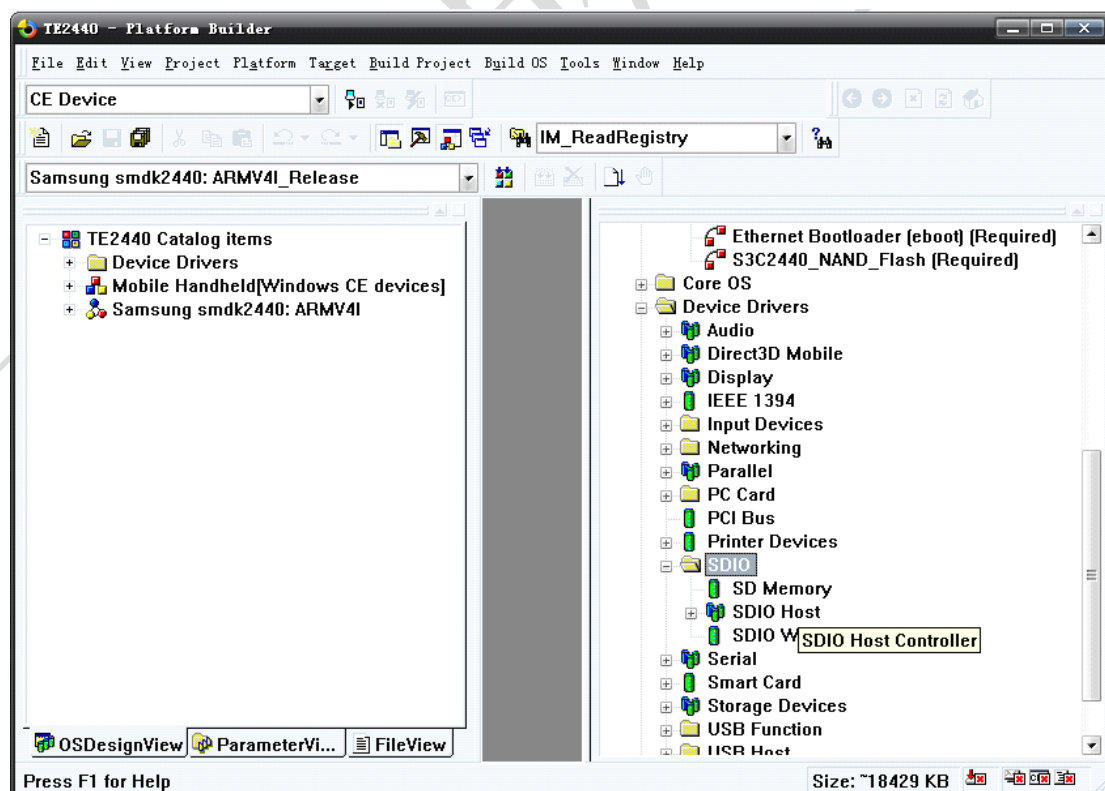 TE2440 - Platform Builder
File Edit View Project Platform Target Build Project Build OS Tools Window Help
CE Device
IM_ReadRegistry
Samsung smdk2440: ARMV4I_Release
TE2440 Catalog items
Device Drivers
Mobile Handheld[Windows CE devices]
Samsung smdk2440: ARMV4I
OSDesignView ParameterVi... FileView
Ethernet Bootloader (eboot) (Required)
S3C2440_NAND_Flash (Required)
Core OS
Device Drivers
Audio
Direct3D Mobile
Display
IEEE 1394
Input Devices
Networking
Parallel
PC Card
PCI Bus
Printer Devices
SDIO
SD Memory
SDIO Host
SDIO W
SDIO Host Controller
Serial
Smart Card
Storage Devices
USB Function
USB Host
Press F1 for Help
Size: ~18429 KB